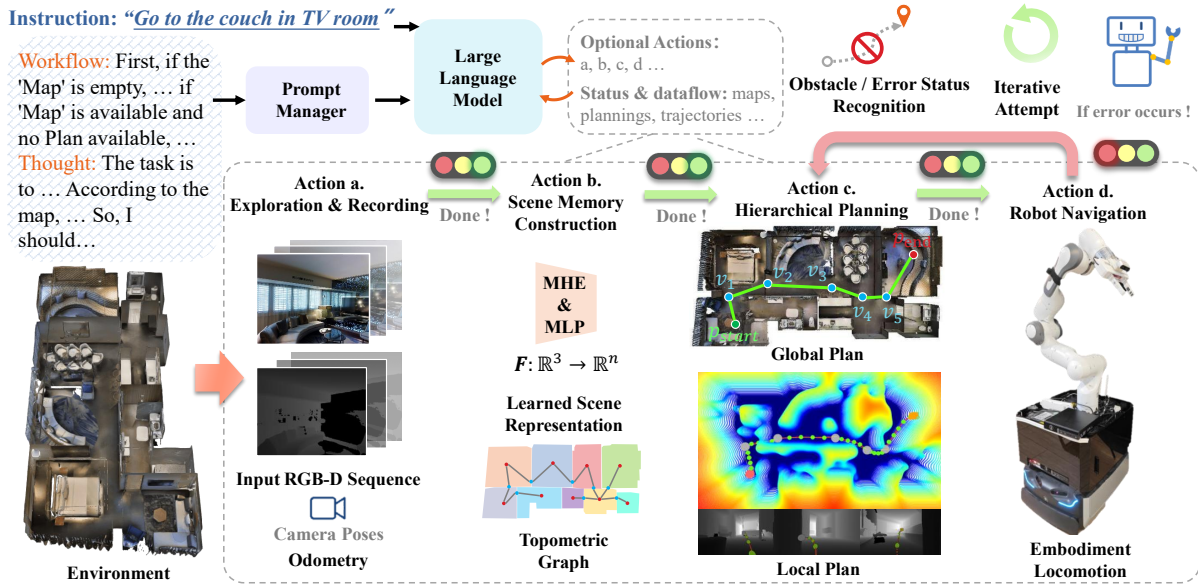 Instruction: “Go to the couch in TV room”
Workflow: First, if the
'Map' is empty, … if
'Map' is available and
no Plan available, …
Thought: The task is
to … According to the
map, … So, I
should…
Prompt
Manager
Large
Language
Model
Optional Actions:
a, b, c, d …
Status & dataflow: maps,
plannings, trajectories …
Obstacle / Error Status
Recognition
Iterative
Attempt
If error occurs !
Action a.
Exploration & Recording
Done !
Action b.
Scene Memory
Construction
Done !
Action c.
Hierarchical Planning
Done !
Action d.
Robot Navigation
Environment
Input RGB-D Sequence
Camera Poses
Odometry
MHE
&
MLP
F: ℝ³ → ℝⁿ
Learned Scene
Representation
Topometric
Graph
v₁
v₂
v₃
v₄
v₅
p_start
p_end
Global Plan
Local Plan
Embodiment
Locomotion